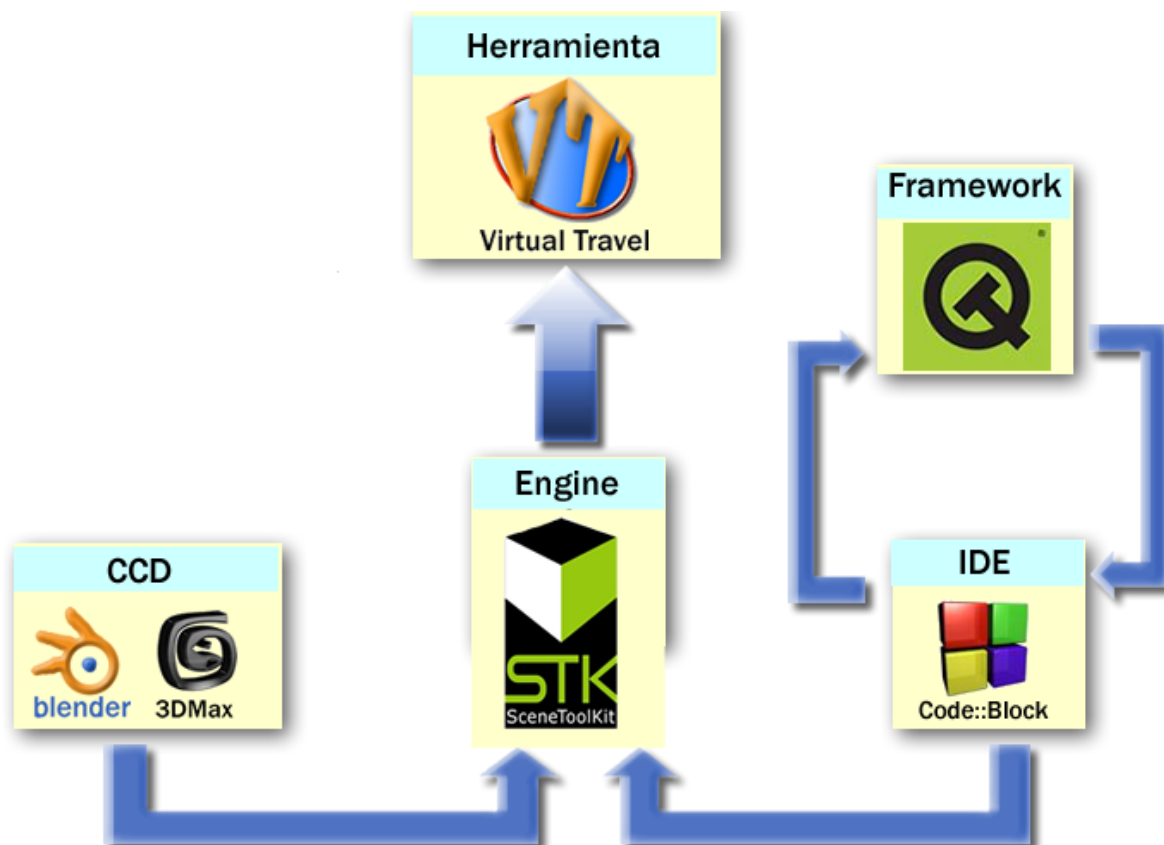 Herramienta
VT
Virtual Travel
Framework
Engine
STK
SceneToolKit
CCD
blender 3DMax
IDE
Code::Block